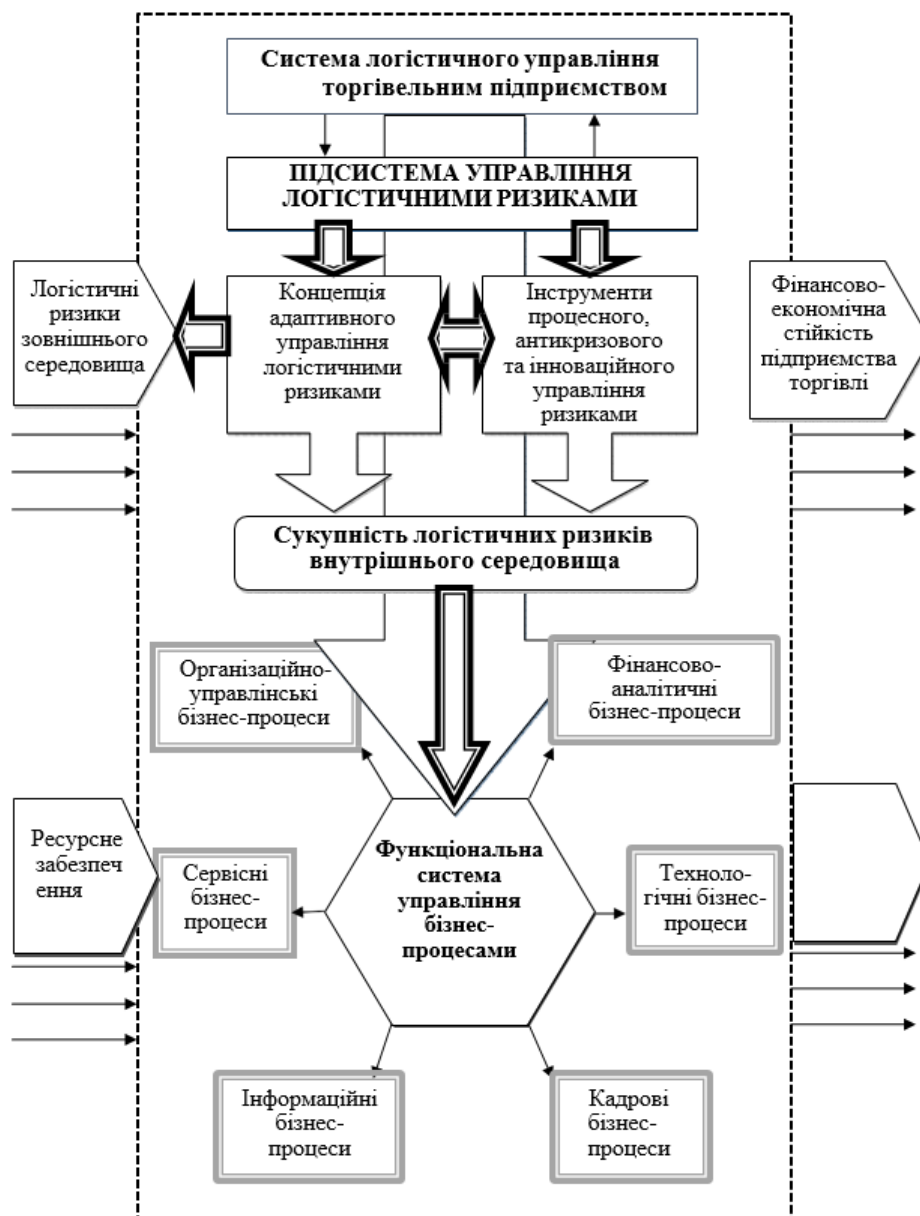 Система логістичного управління
торгівельним підприємством
ПІДСИСТЕМА УПРАВЛІННЯ
ЛОГІСТИЧНИМИ РИЗИКАМИ
Логістичні
ризики
зовнішнього
середовища
Концепція
адаптивного
управління
логістичними
ризиками
Інструменти
процесного,
антикризового
та інноваційного
управління
ризиками
Фінансово-
економічна
стійкість
підприємства
торгівлі
Сукупність логістичних ризиків
внутрішнього середовища
Організаційно-
управлінські
бізнес-процеси
Фінансово-
аналітичні
бізнес-процеси
Ресурсне
забезпеч
ення
Сервісні
бізнес-
процеси
Функціональна
система
управління
бізнес-
процесами
Техноло-
гічні бізнес-
процеси
Інформаційні
бізнес-
процеси
Кадрові
бізнес-
процеси